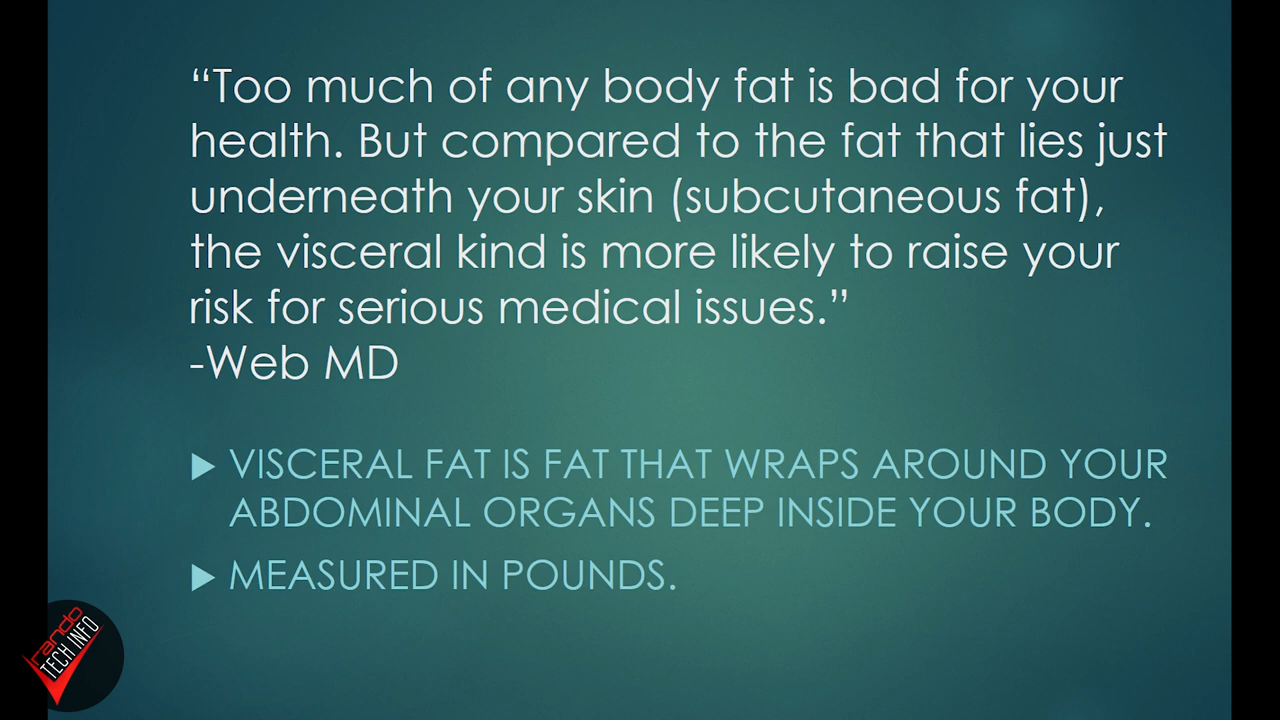 “Too much of any body fat is bad for your
health. But compared to the fat that lies just
underneath your skin (subcutaneous fat),
the visceral kind is more likely to raise your
risk for serious medical issues.”
-Web MD
VISCERAL FAT IS FAT THAT WRAPS AROUND YOUR
ABDOMINAL ORGANS DEEP INSIDE YOUR BODY.
MEASURED IN POUNDS.
rando
TECH INFO